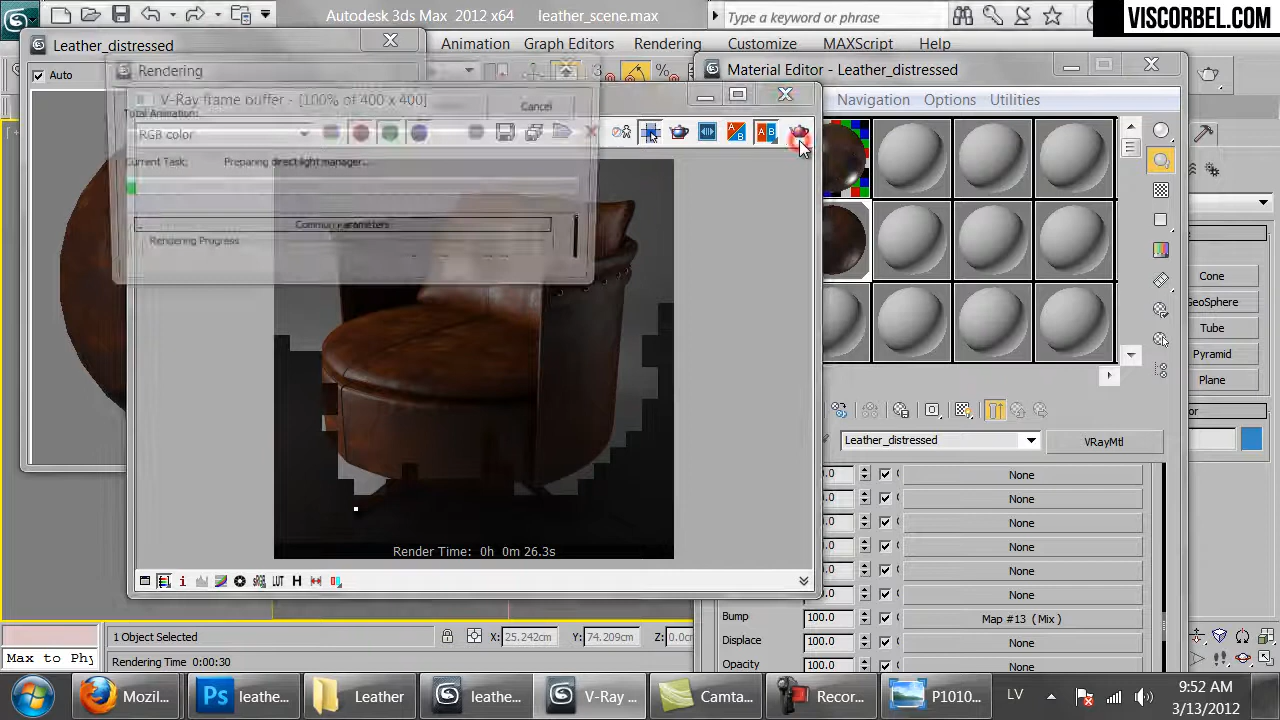 Autodesk 3ds Max 2012 x64
leather_scene.max
Type a keyword or phrase
VISCORBEL.COM
Leather_distressed
Animation
Graph Editors
Rendering
Customize
MAXScript
Help
Auto
Rendering
Material Editor - Leather_distressed
Navigation
Options
Utilities
V-Ray frame buffer - [100% of 400 x 400]
Cancel
Total Animation:
RGB color
Current Task:
Preparing direct light manager...
Common Parameters
Rendering Progress
Cone
GeoSphere
Tube
Pyramid
Plane
Leather_distressed
VRayMtl
None
None
None
None
None
None
Bump
100.0
Map #13 (Mix)
Displace
100.0
None
Opacity
100.0
None
Render Time: 0h 0m 26.3s
1 Object Selected
X: 25.242cm
Y: 74.209cm
Z: 0.0c
Max to Phy
Rendering Time 0:00:30
Mozil...
leathe...
Leather
leathe...
V-Ray ...
Camta...
Recor...
P1010...
LV
9:52 AM
3/13/2012